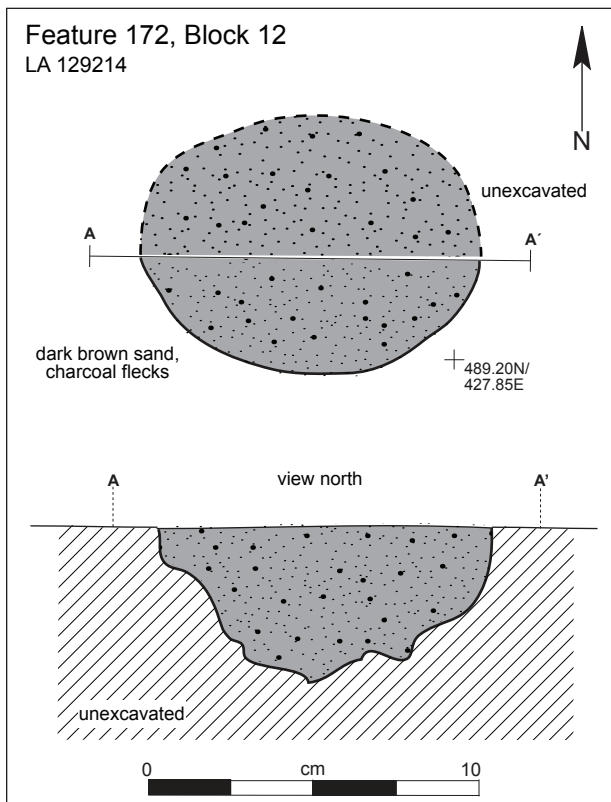 Feature 172, Block 12
LA 129214
N
unexcavated
A
A´
dark brown sand,
charcoal flecks
489.20N/
427.85E
A
view north
A'
unexcavated
0
cm
10